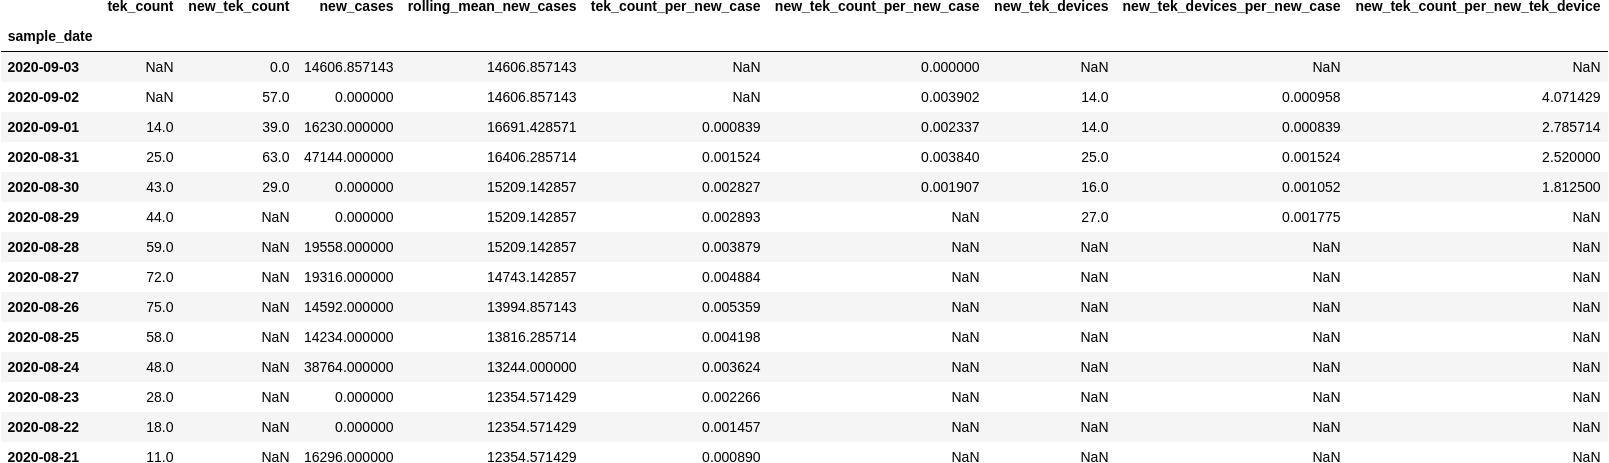 tek_count new_tek_count new_cases rolling_mean_new_cases tek_count_per_new_case new_tek_count_per_new_case new_tek_devices new_tek_devices_per_new_case new_tek_count_per_new_tek_device
sample_date
2020-09-03 NaN 0.0 14606.857143 14606.857143 NaN 0.000000 NaN NaN NaN
2020-09-02 NaN 57.0 0.000000 14606.857143 NaN 0.003902 14.0 0.000958 4.071429
2020-09-01 14.0 39.0 16230.000000 16691.428571 0.000839 0.002337 14.0 0.000839 2.785714
2020-08-31 25.0 63.0 47144.000000 16406.285714 0.001524 0.003840 25.0 0.001524 2.520000
2020-08-30 43.0 29.0 0.000000 15209.142857 0.002827 0.001907 16.0 0.001052 1.812500
2020-08-29 44.0 NaN 0.000000 15209.142857 0.002893 NaN 27.0 0.001775 NaN
2020-08-28 59.0 NaN 19558.000000 15209.142857 0.003879 NaN NaN NaN NaN
2020-08-27 72.0 NaN 19316.000000 14743.142857 0.004884 NaN NaN NaN NaN
2020-08-26 75.0 NaN 14592.000000 13994.857143 0.005359 NaN NaN NaN NaN
2020-08-25 58.0 NaN 14234.000000 13816.285714 0.004198 NaN NaN NaN NaN
2020-08-24 48.0 NaN 38764.000000 13244.000000 0.003624 NaN NaN NaN NaN
2020-08-23 28.0 NaN 0.000000 12354.571429 0.002266 NaN NaN NaN NaN
2020-08-22 18.0 NaN 0.000000 12354.571429 0.001457 NaN NaN NaN NaN
2020-08-21 11.0 NaN 16296.000000 12354.571429 0.000890 NaN NaN NaN NaN